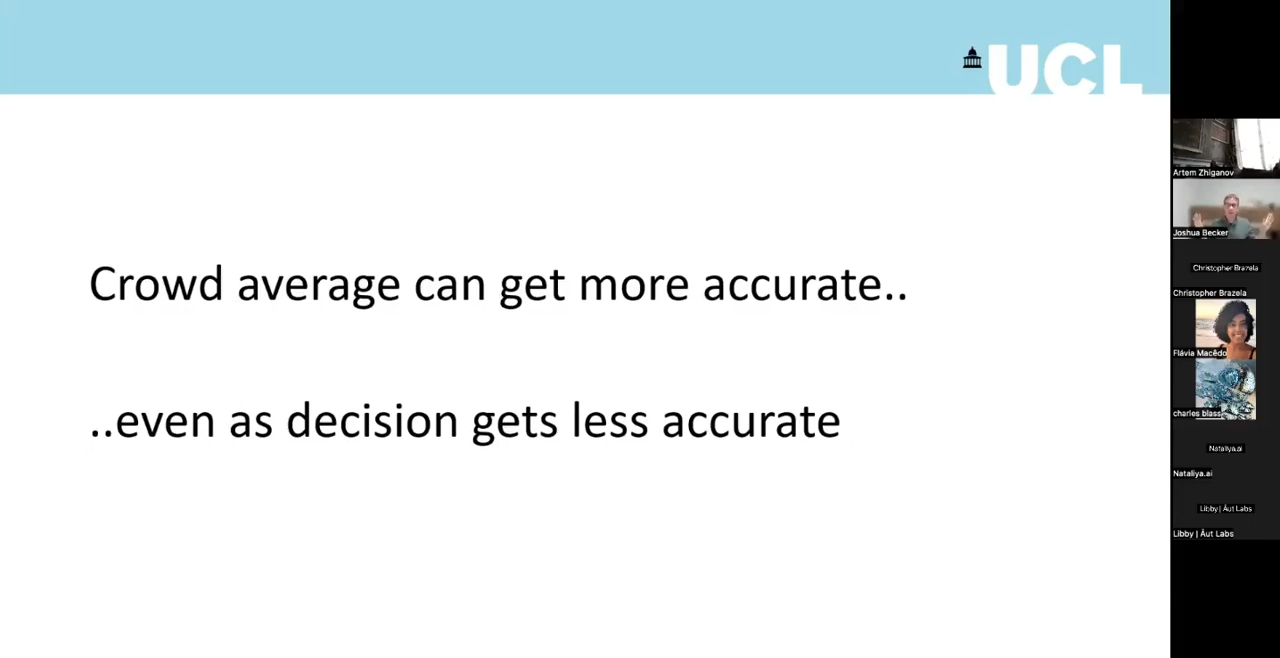 UCL
Crowd average can get more accurate..
..even as decision gets less accurate
Artem Zhiganov
Joshua Becker
Christopher Brazela
Christopher Brazela
Flávia Macêdo
charles blass
Nataliya.ai
Nataliya.ai
Libby | Äut Labs
Libby | Äut Labs